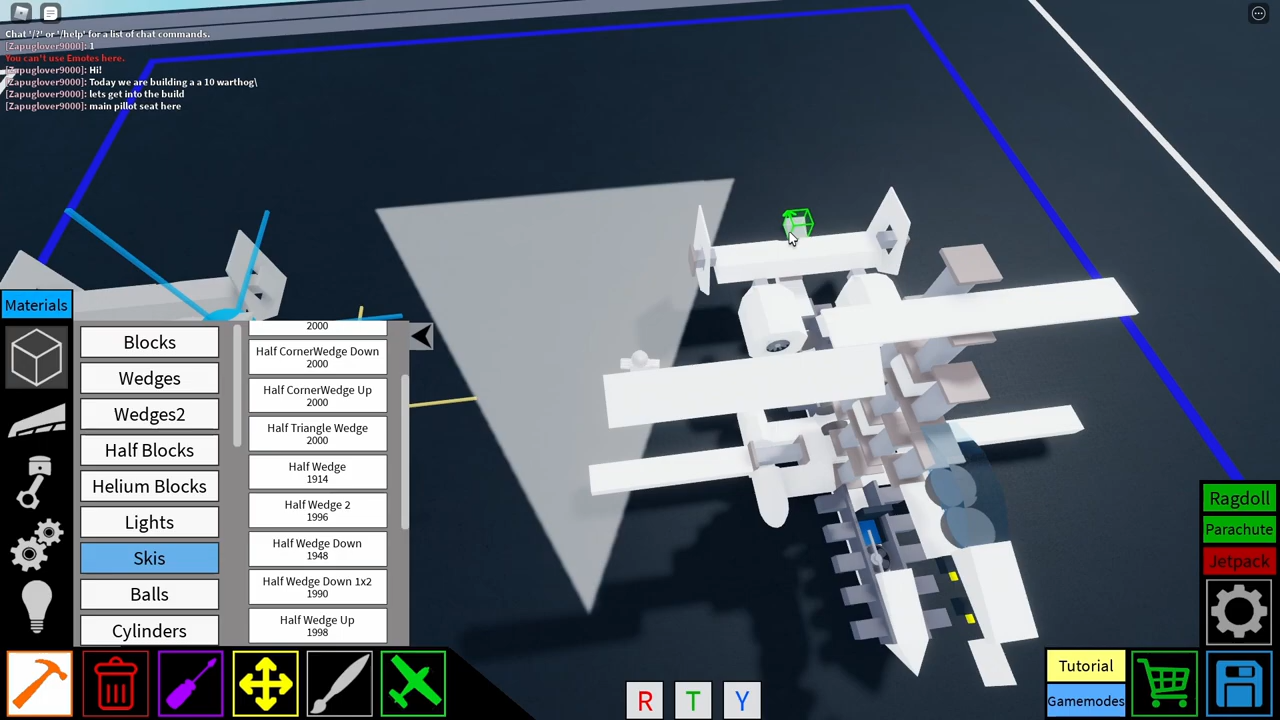 Chat '/?' or '/help' for a list of chat commands.
[Zapuglover9000]: 1
You can't use Emotes here.
[Zapuglover9000]: Hi!
[Zapuglover9000]: Today we are building a a 10 warthog\
[Zapuglover9000]: lets get into the build
[Zapuglover9000]: main pillot seat here
Materials
Blocks
Wedges
Wedges2
Half Blocks
Helium Blocks
Lights
Skis
Balls
Cylinders
2000
Half CornerWedge Down
2000
Half CornerWedge Up
2000
Half Triangle Wedge
2000
Half Wedge
1914
Half Wedge 2
1996
Half Wedge Down
1948
Half Wedge Down 1x2
1990
Half Wedge Up
1998
Ragdoll
Parachute
Jetpack
Tutorial
Gamemodes
R T Y